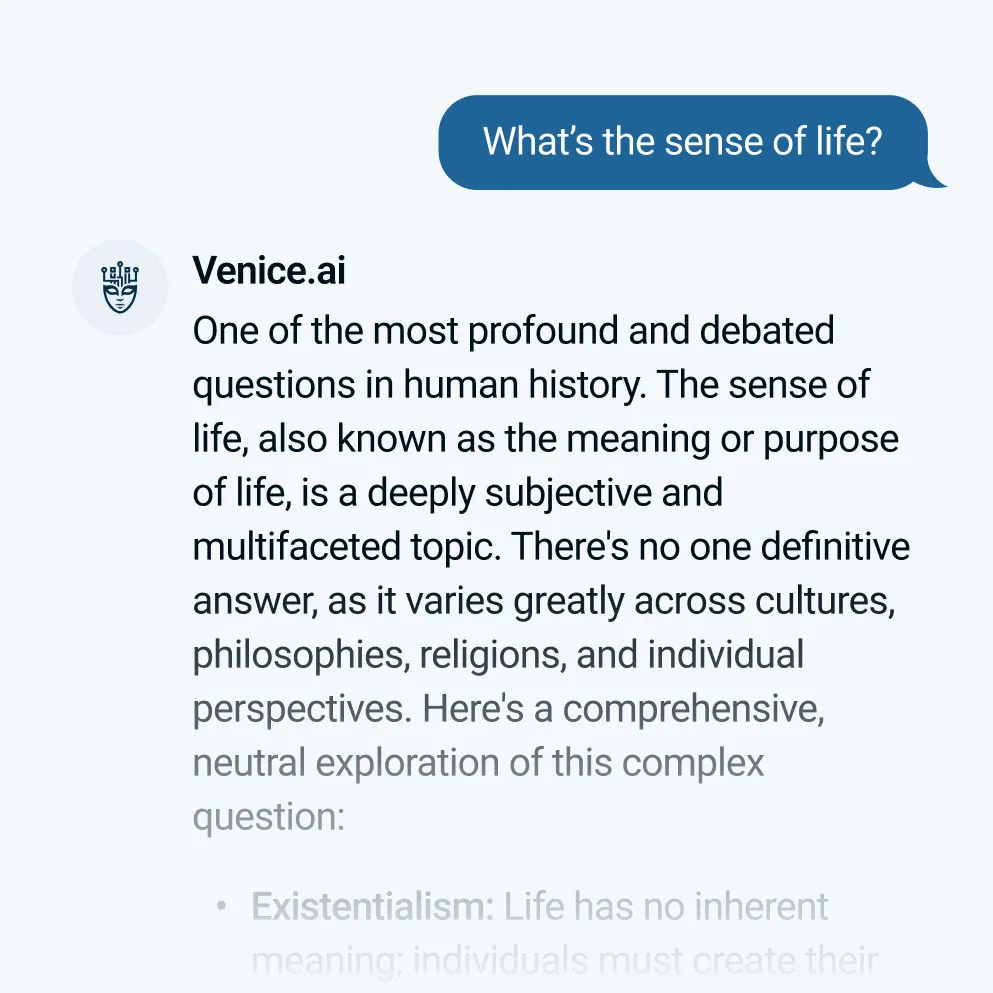 What’s the sense of life?
Venice.ai
One of the most profound and debated
questions in human history. The sense of
life, also known as the meaning or purpose
of life, is a deeply subjective and
multifaceted topic. There's no one definitive
answer, as it varies greatly across cultures,
philosophies, religions, and individual
perspectives. Here's a comprehensive,
neutral exploration of this complex
question:
• Existentialism: Life has no inherent
meaning; individuals must create their